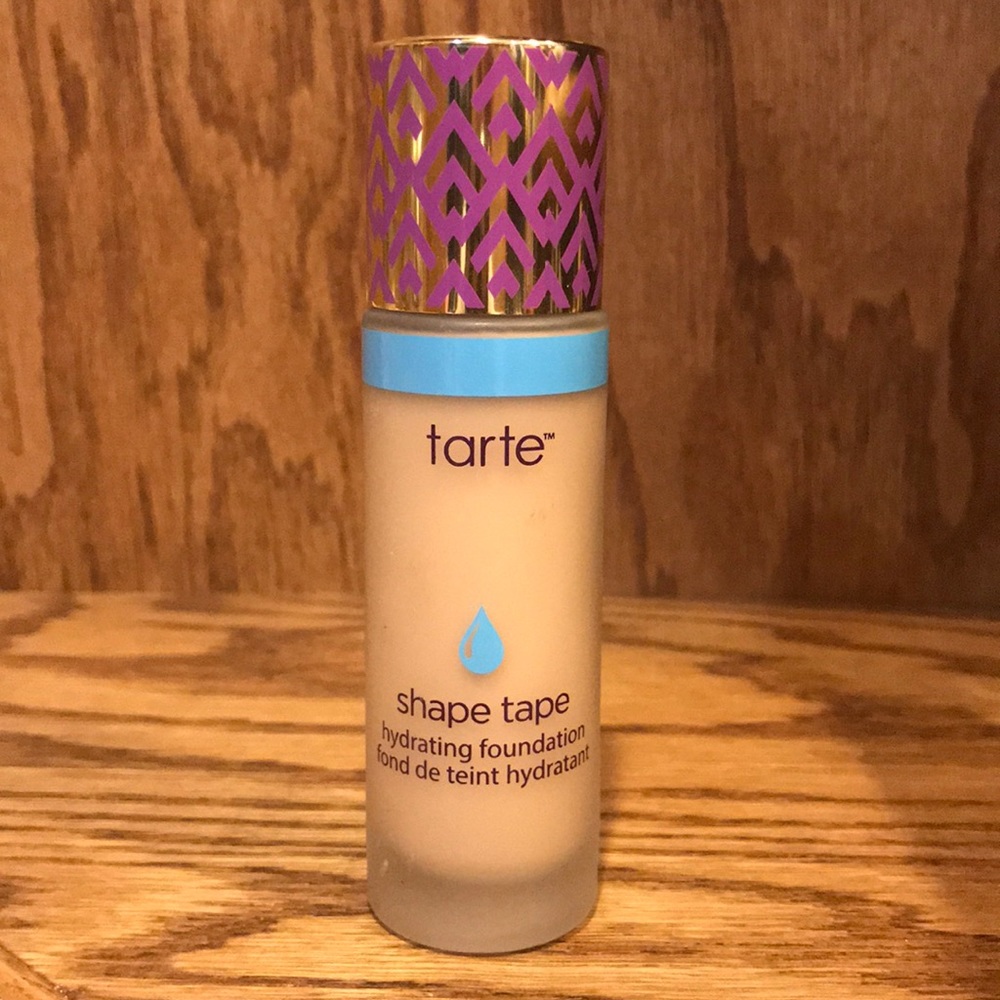 tarte™
shape tape
hydrating foundation
fond de teint hydratant